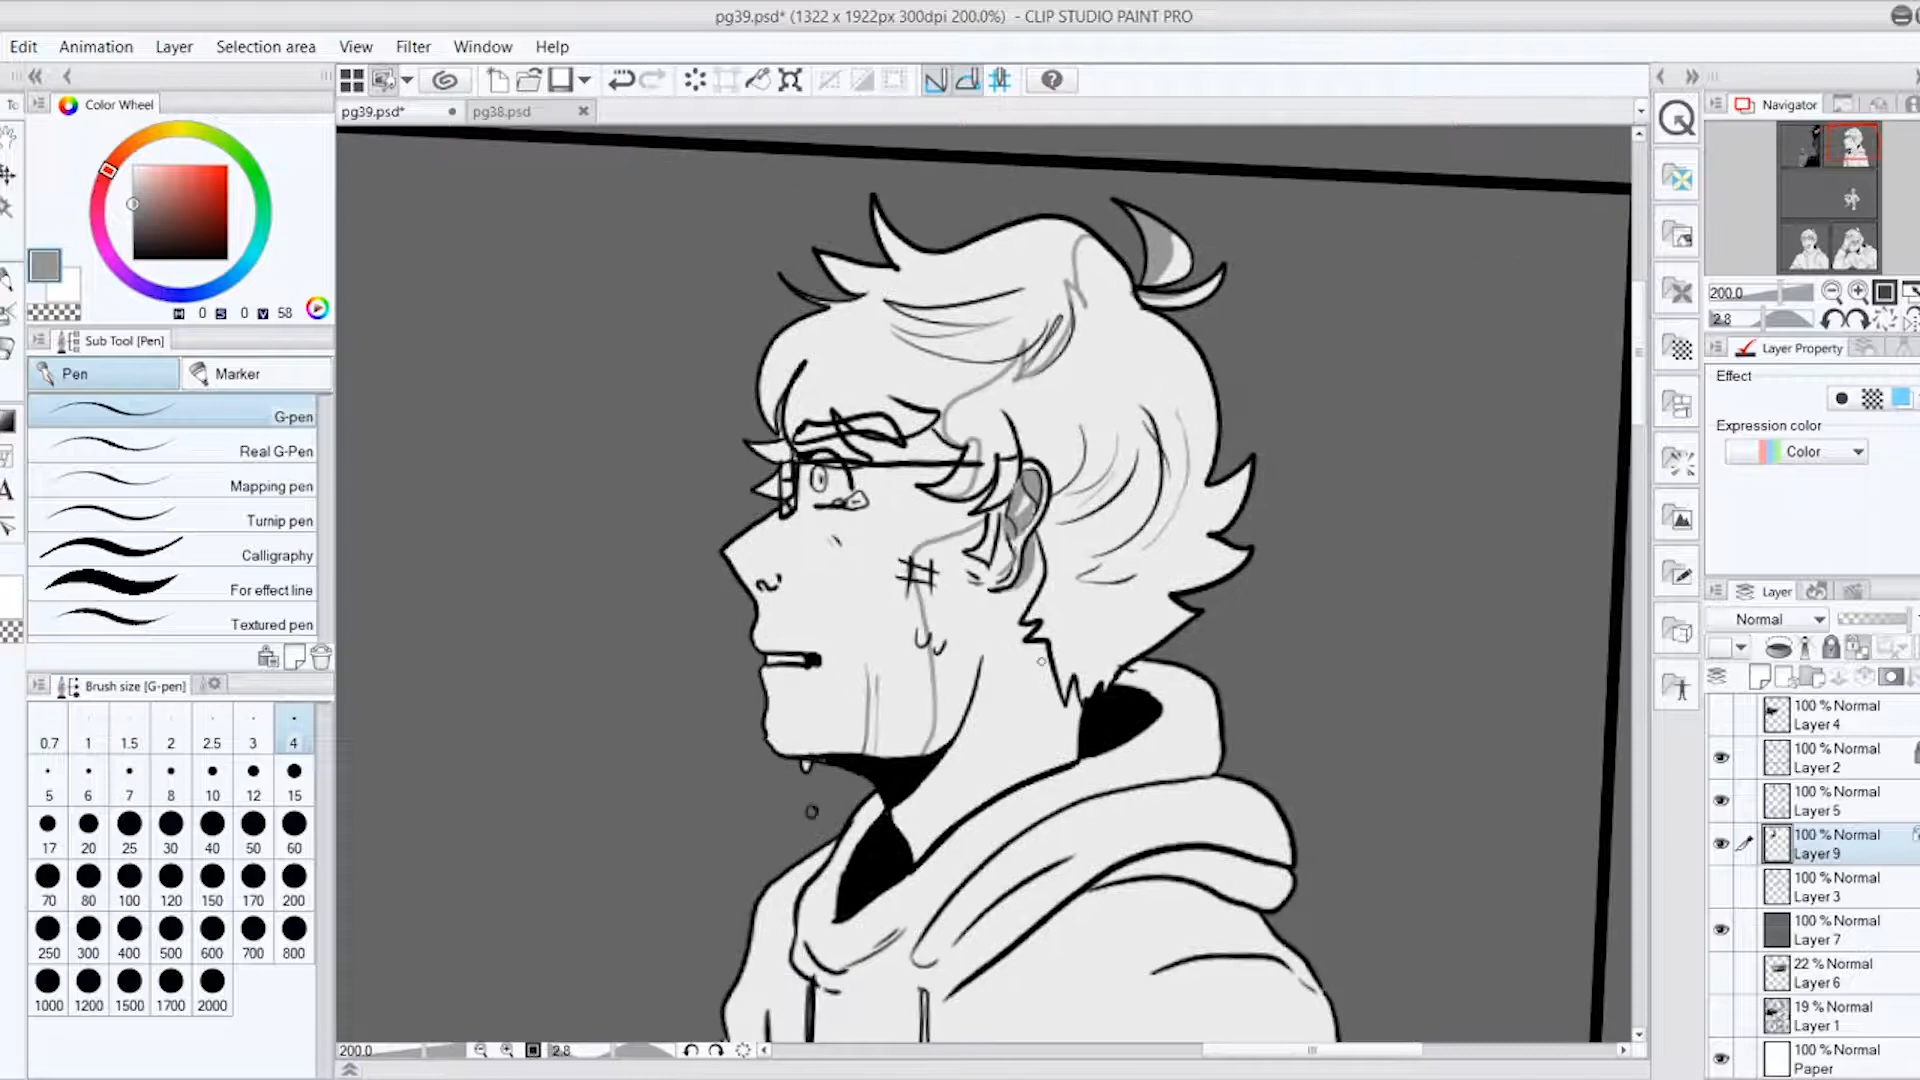 pg39.psd* (1322 x 1922px 300dpi 200.0%) - CLIP STUDIO PAINT PRO
Edit Animation Layer Selection area View Filter Window Help
To Color Wheel
pg39.psd* pg38.psd
Navigator
H 0 S 0 V 58
200.0
2.8
Sub Tool [Pen]
Layer Property
Pen Marker
Effect
G-pen
Real G-Pen
Mapping pen
Turnip pen
Calligraphy
For effect line
Textured pen
Expression color
Color
Brush size [G-pen]
0.7 1 1.5 2 2.5 3 4
5 6 7 8 10 12 15
17 20 25 30 40 50 60
70 80 100 120 150 170 200
250 300 400 500 600 700 800
1000 1200 1500 1700 2000
Layer
Normal
100 % Normal
Layer 4
100 % Normal
Layer 2
100 % Normal
Layer 5
100 % Normal
Layer 9
100 % Normal
Layer 3
100 % Normal
Layer 7
22 % Normal
Layer 6
19 % Normal
Layer 1
100 % Normal
Paper
200.0 2.8